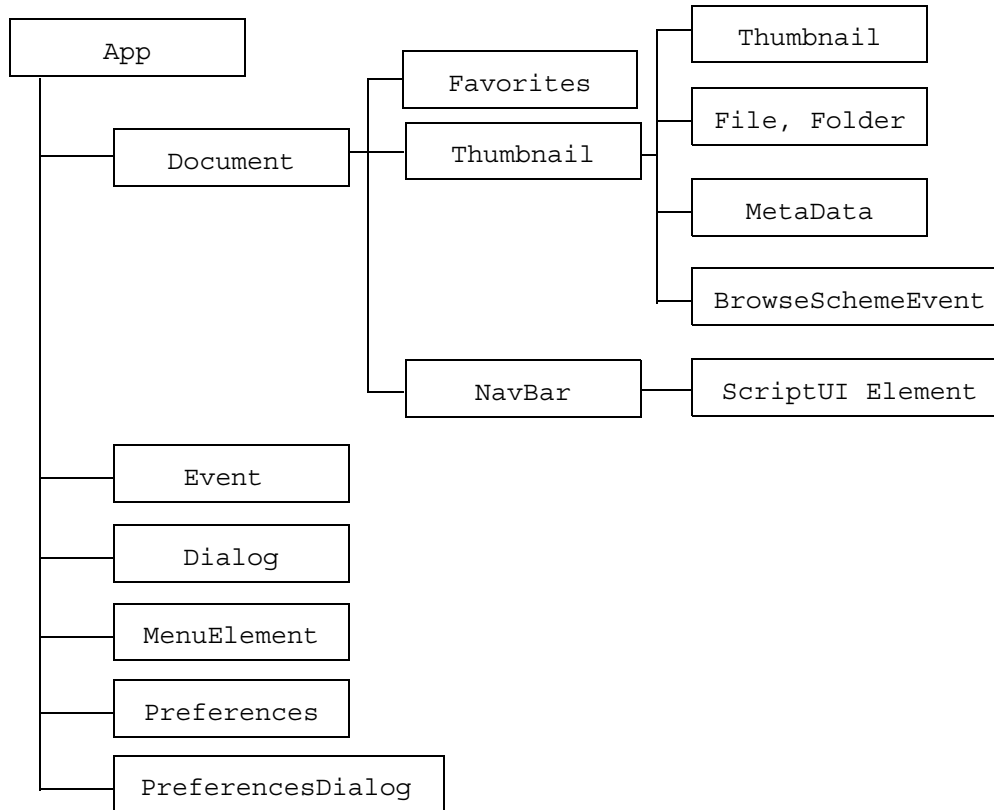 App
Document
Favorites
Thumbnail
Thumbnail
File, Folder
MetaData
BrowseSchemeEvent
NavBar
ScriptUI Element
Event
Dialog
MenuElement
Preferences
PreferencesDialog